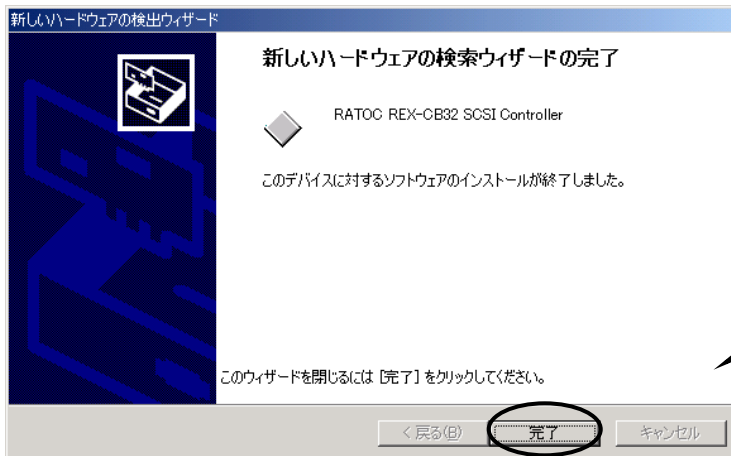 新しいハードウェアの検出ウィザード
新しいハードウェアの検索ウィザードの完了
RATOC REX-CB32 SCSI Controller
このデバイスに対するソフトウェアのインストールが終了しました。
このウィザードを閉じるには [完了] をクリックしてください。
< 戻る(B) 完了 キャンセル